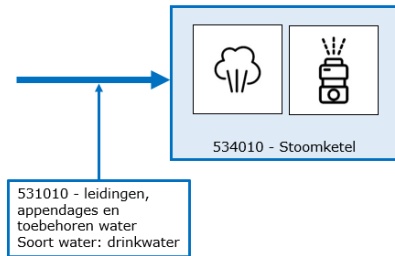 534010 - Stoomketel
531010 - leidingen,
appendages en
toebehoren water
Soort water: drinkwater